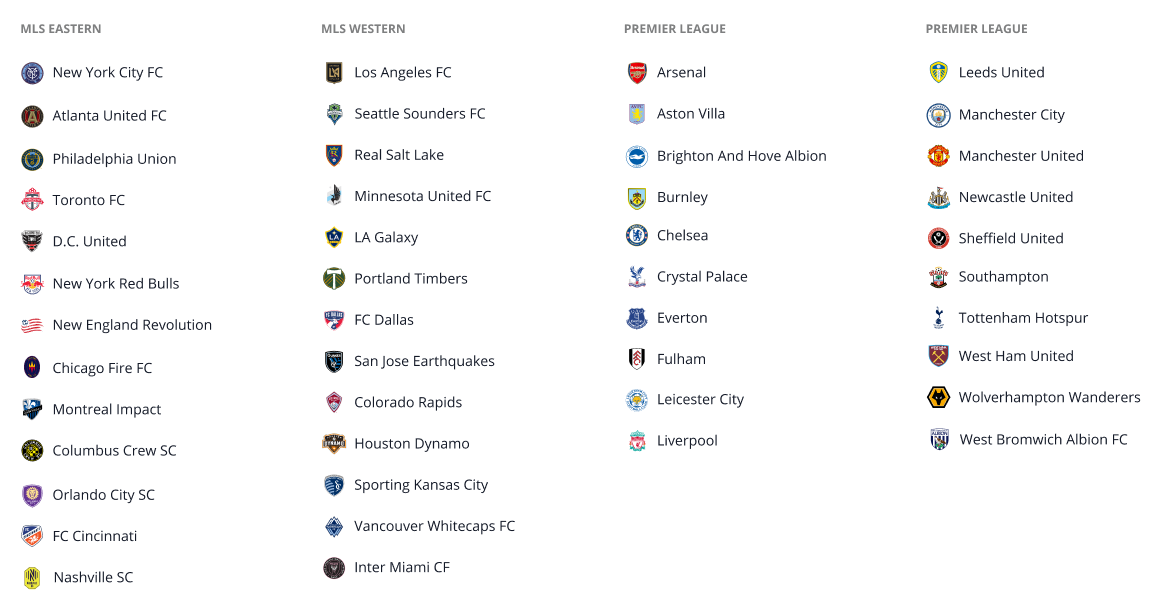 MLS EASTERN
New York City FC
Atlanta United FC
Philadelphia Union
Toronto FC
D.C. United
New York Red Bulls
New England Revolution
Chicago Fire FC
Montreal Impact
Columbus Crew SC
Orlando City SC
FC Cincinnati
Nashville SC
MLS WESTERN
Los Angeles FC
Seattle Sounders FC
Real Salt Lake
Minnesota United FC
LA Galaxy
Portland Timbers
FC Dallas
San Jose Earthquakes
Colorado Rapids
Houston Dynamo
Sporting Kansas City
Vancouver Whitecaps FC
Inter Miami CF
PREMIER LEAGUE
Arsenal
Aston Villa
Brighton And Hove Albion
Burnley
Chelsea
Crystal Palace
Everton
Fulham
Leicester City
Liverpool
PREMIER LEAGUE
Leeds United
Manchester City
Manchester United
Newcastle United
Sheffield United
Southampton
Tottenham Hotspur
West Ham United
Wolverhampton Wanderers
West Bromwich Albion FC